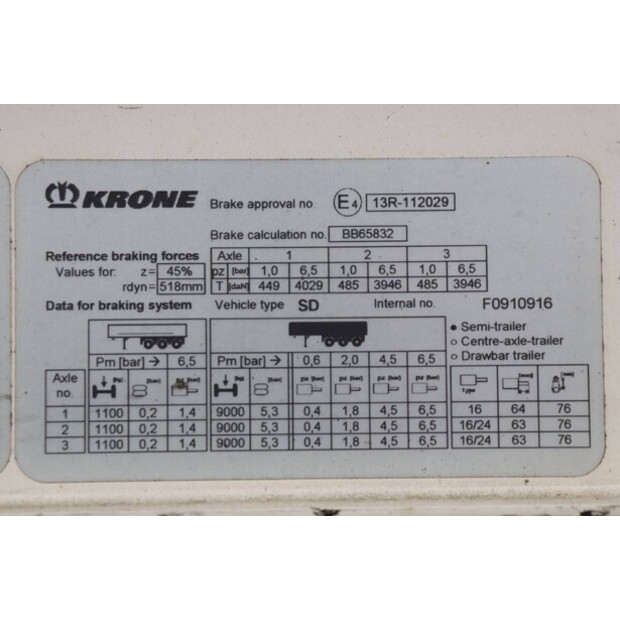 KRONE Brake approval no E4 13R-112029
Brake calculation no. BB65832
Reference braking forces Axle 1 2 3
Values for: z= 45% pz [bar] 1,0 6,5 1,0 6,5 1,0 6,5
rdyn= 518mm T [daN] 449 4029 485 3946 485 3946
Data for braking system Vehicle type SD Internal no. F0910916
Semi-trailer
Centre-axle-trailer
Drawbar trailer
Pm [bar] → 6,5 Pm [bar] → 0,6 2,0 4,5 6,5
Axle no.
1 1100 0,2 1,4 9000 5,3 0,4 1,8 4,5 6,5 16 64 76
2 1100 0,2 1,4 9000 5,3 0,4 1,8 4,5 6,5 16/24 63 76
3 1100 0,2 1,4 9000 5,3 0,4 1,8 4,5 6,5 16/24 63 76